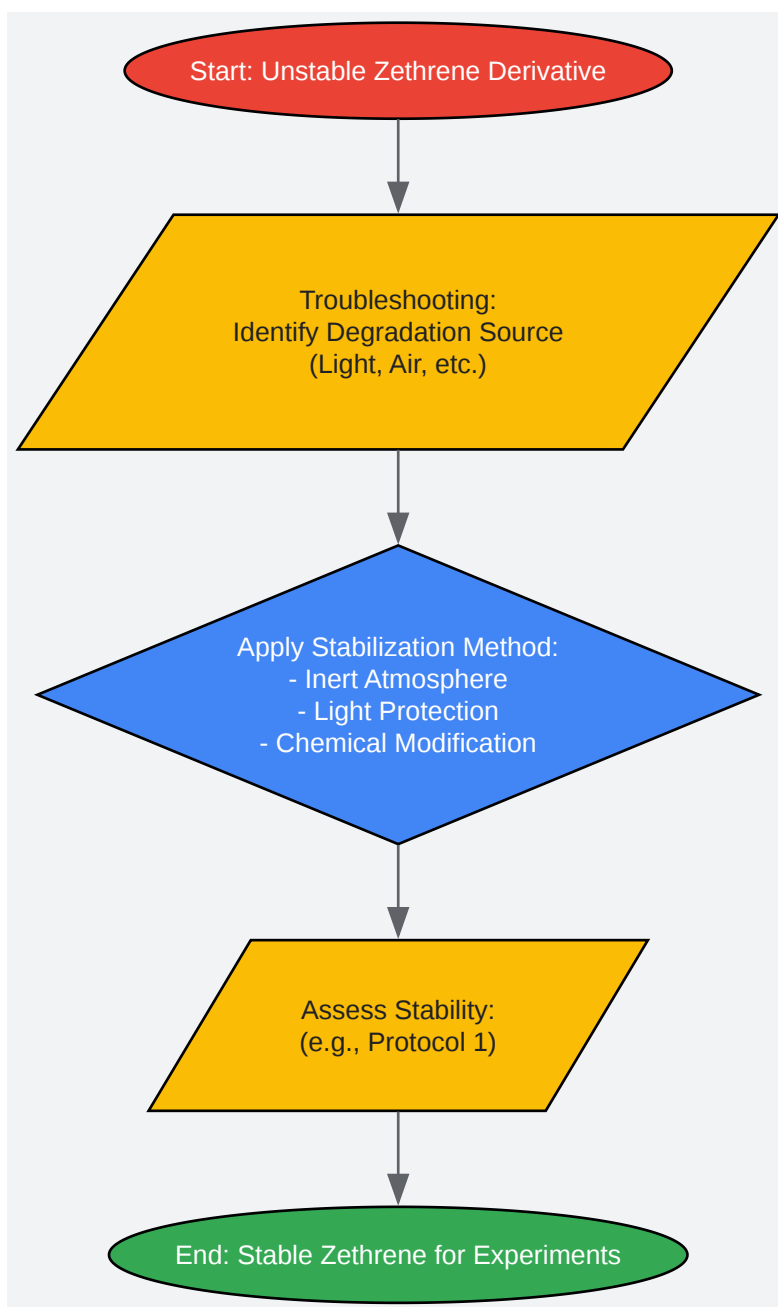 Start: Unstable Zethrene Derivative
Troubleshooting:
Identify Degradation Source
(Light, Air, etc.)
Apply Stabilization Method:
- Inert Atmosphere
- Light Protection
- Chemical Modification
Assess Stability:
(e.g., Protocol 1)
End: Stable Zethrene for Experiments